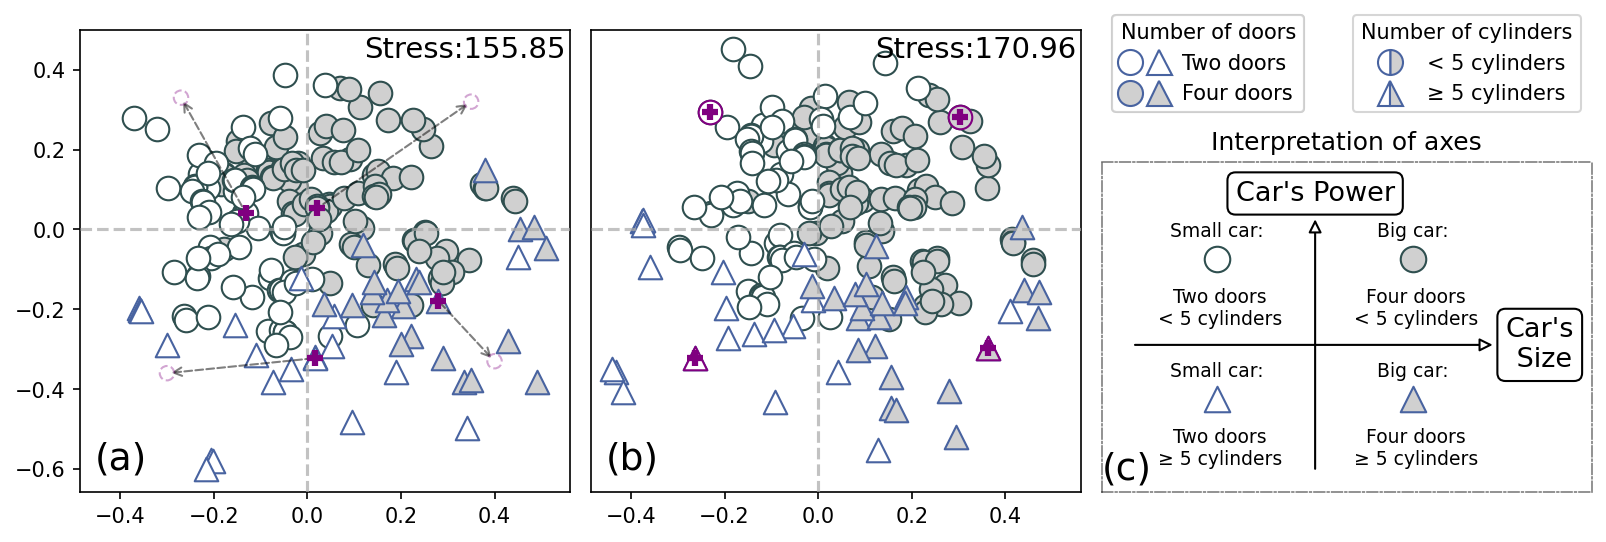 Stress:155.85
0.4
0.2
0.0
−0.2
−0.4
−0.6
(a)
−0.4
−0.2
0.0
0.2
0.4
Stress:170.96
(b)
−0.4
−0.2
0.0
0.2
0.4
Number of doors
Two doors
Four doors
Number of cylinders
< 5 cylinders
≥ 5 cylinders
Interpretation of axes
Car's Power
Small car:
Two doors
< 5 cylinders
Big car:
Four doors
< 5 cylinders
Car's
Size
Small car:
Two doors
≥ 5 cylinders
Big car:
Four doors
≥ 5 cylinders
(c)